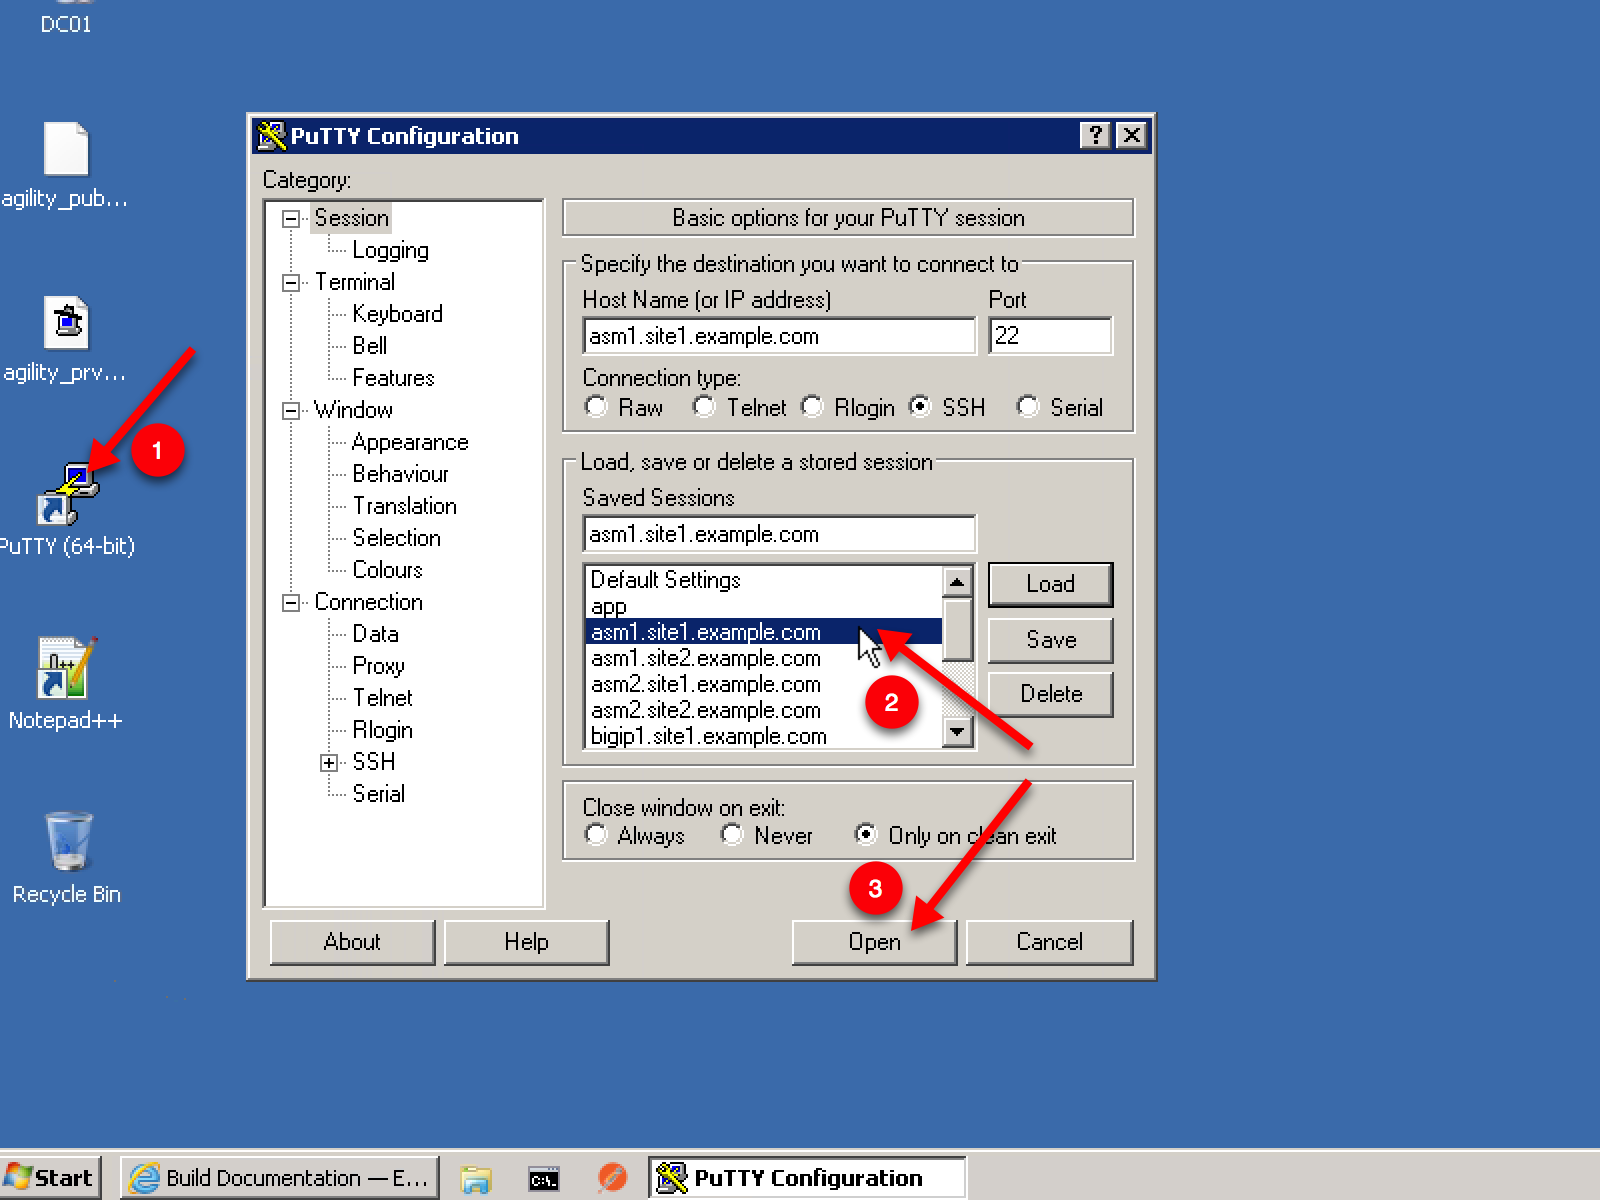 DC01
agility_pub...
agility_prv...
1
PuTTY (64-bit)
Notepad++
Recycle Bin
PuTTY Configuration
?
Category:
Session
Logging
Terminal
Keyboard
Bell
Features
Window
Appearance
Behaviour
Translation
Selection
Colours
Connection
Data
Proxy
Telnet
Rlogin
SSH
Serial
Basic options for your PuTTY session
Specify the destination you want to connect to
Host Name (or IP address) Port
asm1.site1.example.com 22
Connection type:
Raw Telnet Rlogin SSH Serial
Load, save or delete a stored session
Saved Sessions
asm1.site1.example.com
Default Settings
app
asm1.site1.example.com
asm1.site2.example.com
asm2.site1.example.com
asm2.site2.example.com
bigip1.site1.example.com
Load
Save
Delete
2
Close window on exit:
Always Never Only on clean exit
3
About Help Open Cancel
Start Build Documentation — E... C:\. PuTTY Configuration